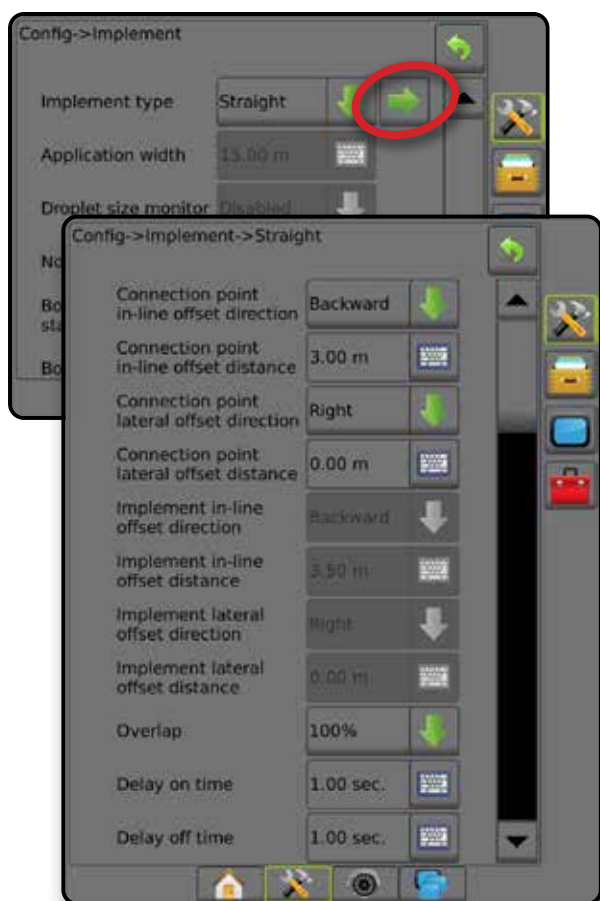 Config->Implement
Implement type Straight
Application width 15.00 m
Droplet size monitor Disabled
No
Bo
sta
Bo
Config->Implement->Straight
Connection point
in-line offset direction Backward
Connection point
in-line offset distance 3.00 m
Connection point
lateral offset direction Right
Connection point
lateral offset distance 0.00 m
Implement in-line
offset direction Backward
Implement in-line
offset distance 3.50 m
Implement lateral
offset direction Right
Implement lateral
offset distance 0.00 m
Overlap 100%
Delay on time 1.00 sec.
Delay off time 1.00 sec.